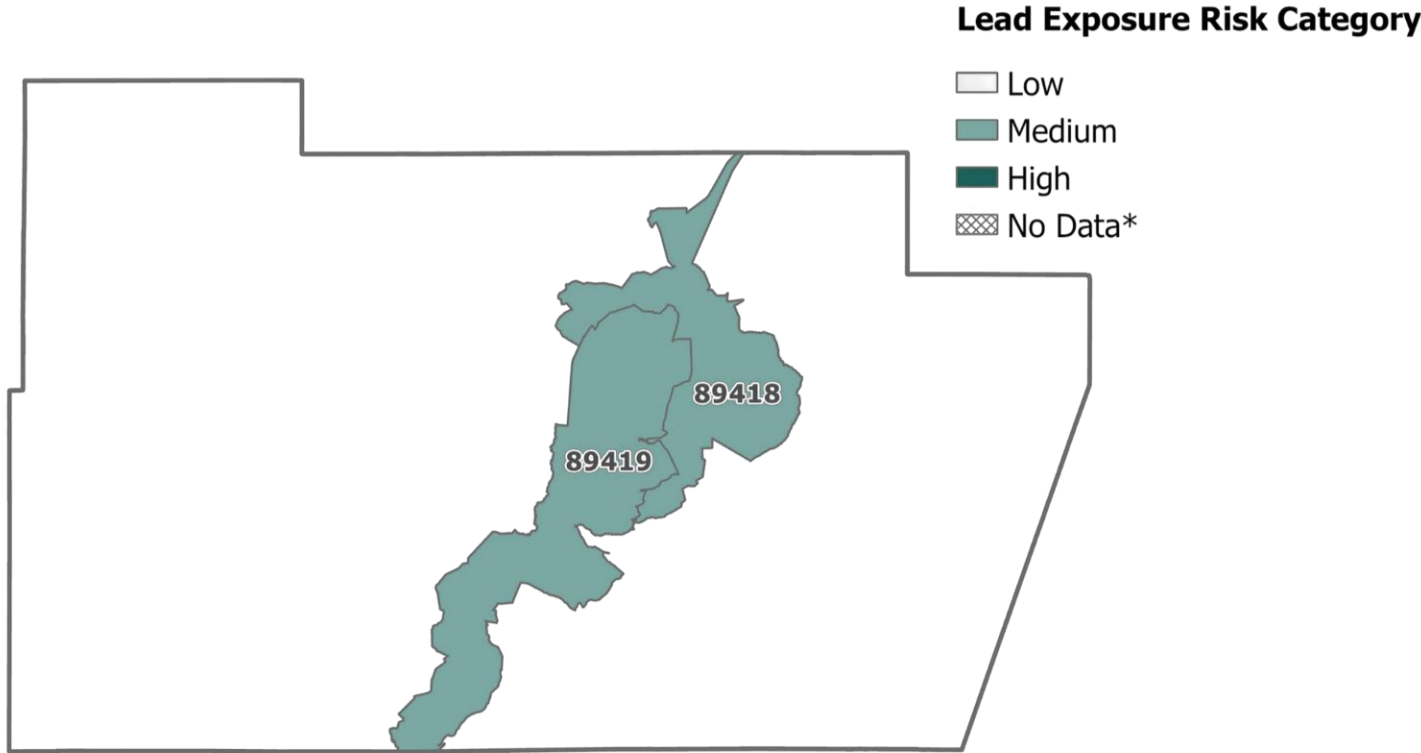 Lead Exposure Risk Category
Low
Medium
High
No Data*
89418
89419